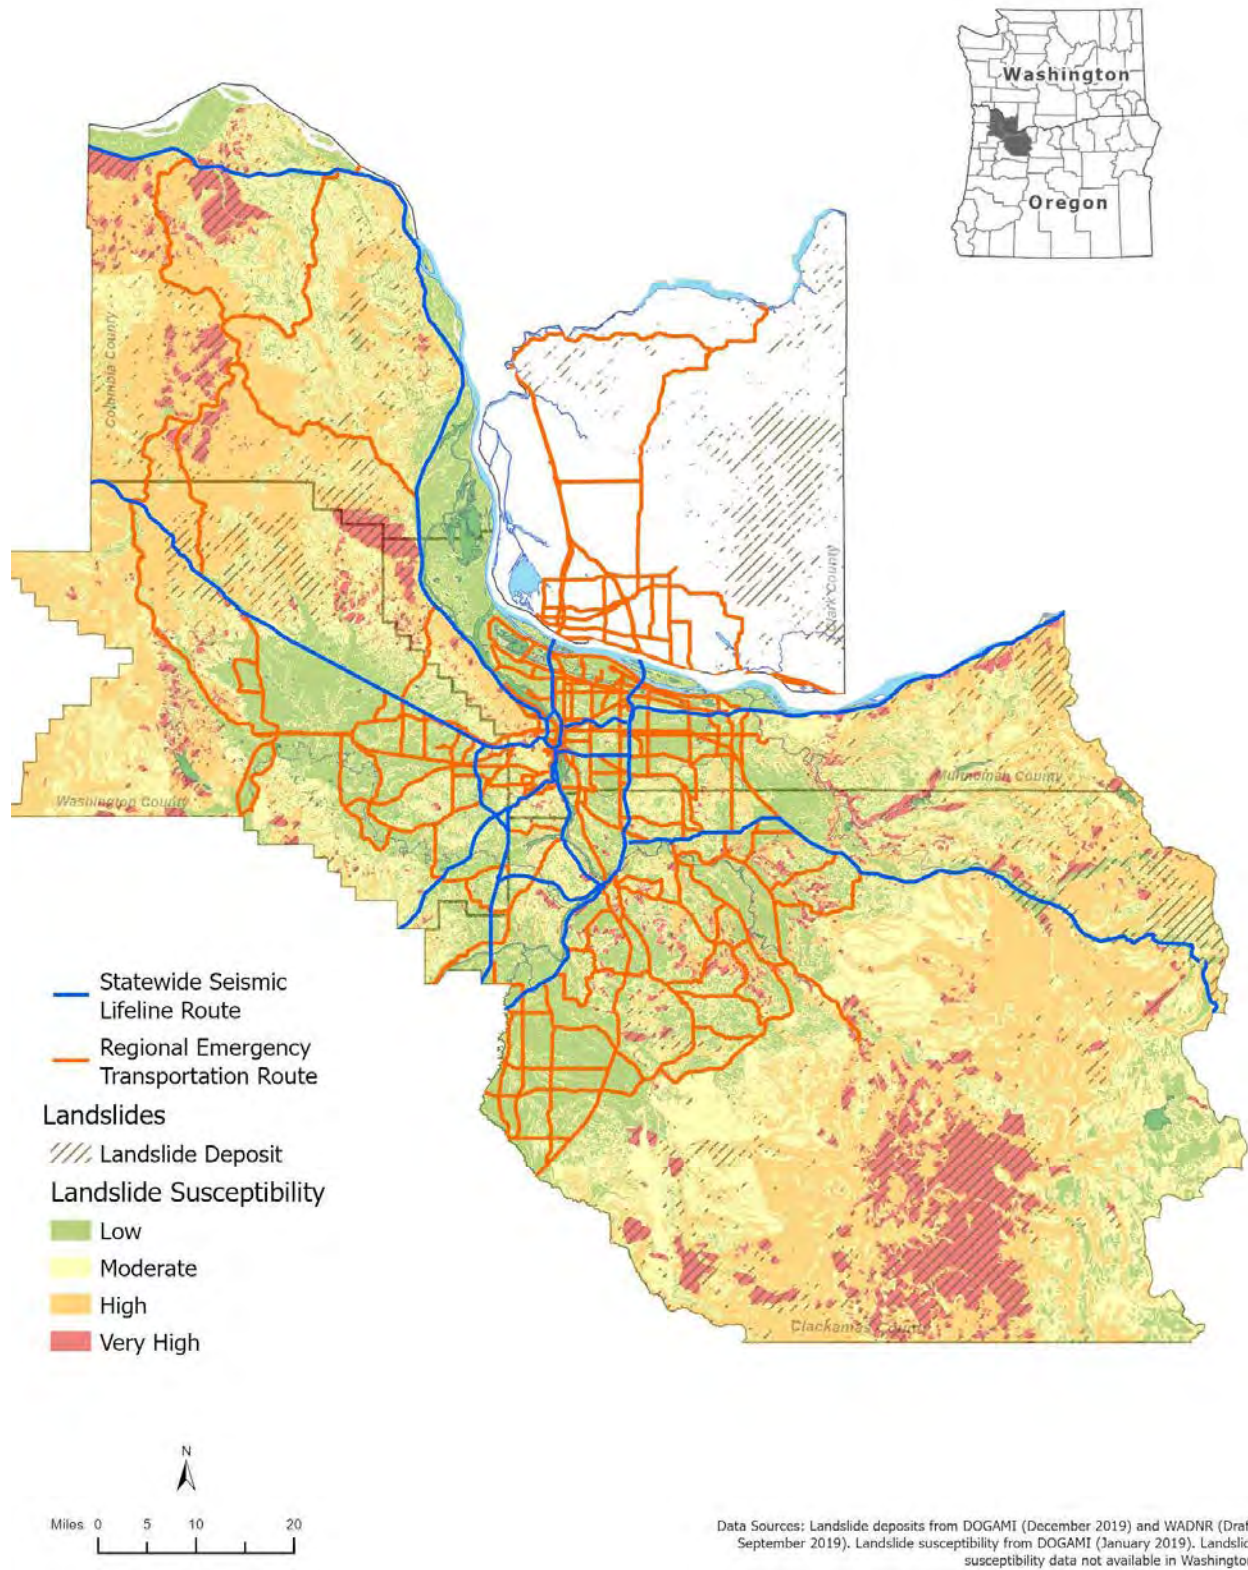 Washington
Oregon
Columbia County
Clark County
Multnomah County
Washington County
Statewide Seismic
Lifeline Route
Regional Emergency
Transportation Route
Landslides
Landslide Deposit
Landslide Susceptibility
Low
Moderate
High
Very High
Clackamas County
N
Miles 0 5 10 20
Data Sources: Landslide deposits from DOGAMI (December 2019) and WADNR (Draf
September 2019). Landslide susceptibility from DOGAMI (January 2019). Landslid
susceptibility data not available in Washington